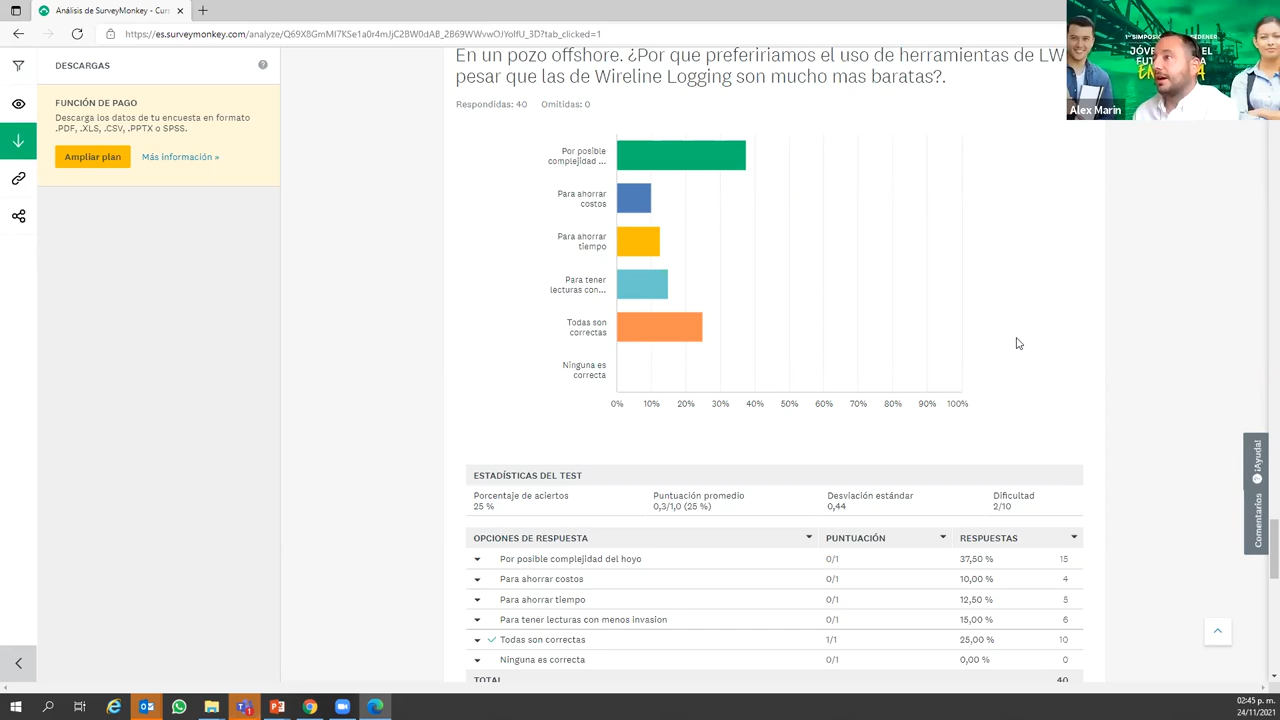 Análisis de SurveyMonkey - Cur
https://es.surveymonkey.com/analyze/
DESCARGAS
FUNCIÓN DE PAGO
Descarga los datos de tu encuesta en formato
.PDF, .XLS, .CSV, .PPTX o SPSS.
Ampliar plan
Más información »
En un pozo offshore. ¿Por que prefeririamos el uso de herramientas de LW
pesar que las de Wireline Logging son mucho mas baratas?.
Respondidas: 40 Omitidas: 0
Por posible
complejidad ...
Para ahorrar
costos
Para ahorrar
tiempo
Para tener
lecturas con...
Todas son
correctas
Ninguna es
correcta
0% 10% 20% 30% 40% 50% 60% 70% 80% 90% 100%
ESTADÍSTICAS DEL TEST
Porcentaje de aciertos Puntuación promedio Desviación estándar Dificultad
25 % 0,3/1,0 (25 %) 0,44 2/10
OPCIONES DE RESPUESTA PUNTUACIÓN RESPUESTAS
Por posible complejidad del hoyo 0/1 37,50 % 15
Para ahorrar costos 0/1 10,00 % 4
Para ahorrar tiempo 0/1 12,50 % 5
Para tener lecturas con menos invasion 0/1 15,00 % 6
Todas son correctas 1/1 25,00 % 10
Ninguna es correcta 0/1 0,00 % 0
TOTAL 40
¡Ayuda!
Comentarios
Alex Marin
02:45 p. m.
24/11/2021